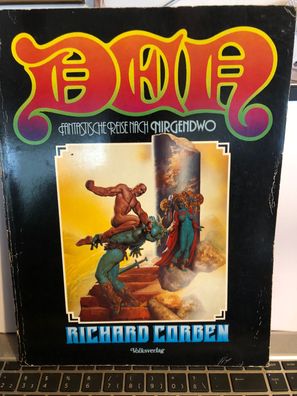 DEN
FANTASTISCHE REISE NACH NIRGENDWO
RICHARD CORBEN
Volksverlag